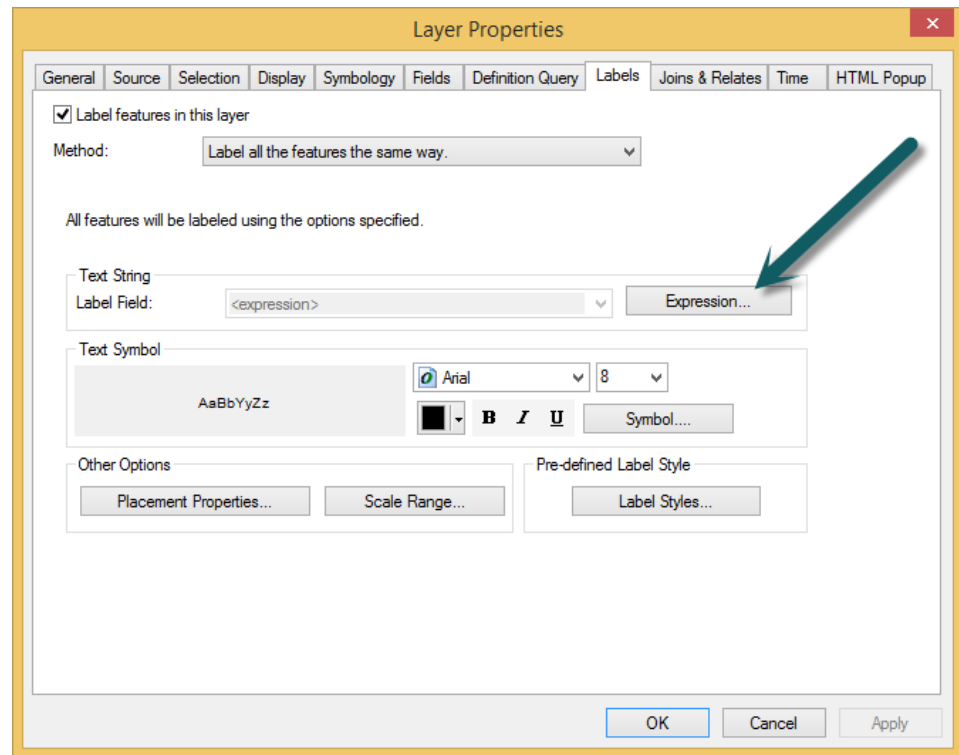 Layer Properties
×
General Source Selection Display Symbology Fields Definition Query Labels Joins & Relates Time HTML Popup
Label features in this layer
Method: Label all the features the same way.
All features will be labeled using the options specified.
Text String
Label Field: <expression> Expression...
Text Symbol
AaBbYyZz
O Arial 8
B I U Symbol....
Other Options Pre-defined Label Style
Placement Properties... Scale Range... Label Styles...
OK Cancel Apply